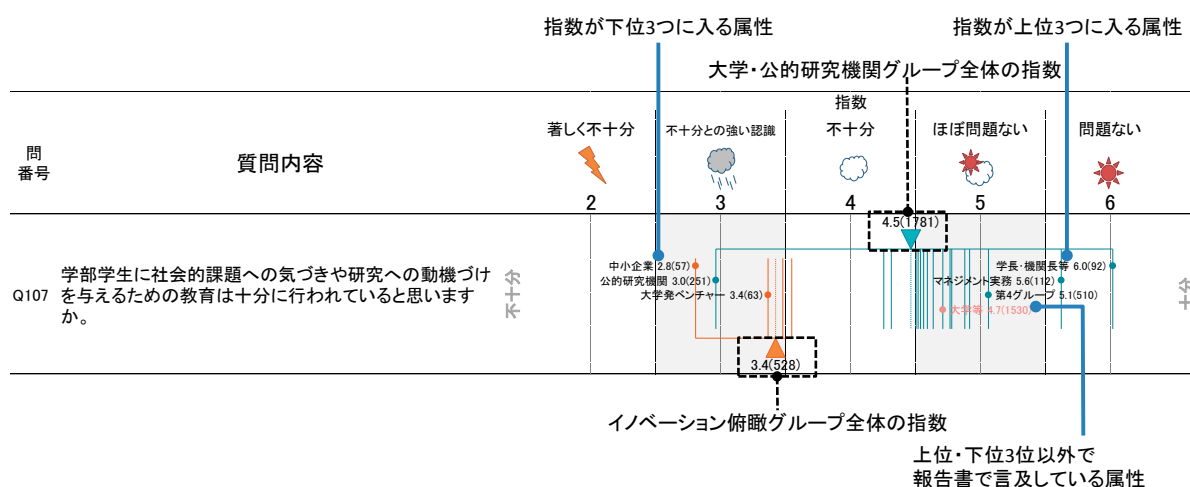 指数が下位3つに入る属性
指数が上位3つに入る属性
大学・公的研究機関グループ全体の指数
指数
著しく不十分
不十分との強い認識
不十分
ほぼ問題ない
問題ない
問
番号
質問内容
2
3
4
5
6
4.5(1781)
Q107
学部学生に社会的課題への気づきや研究への動機づけ
を与えるための教育は十分に行われていると思います
か。
不十分
中小企業 2.8(57)
公的研究機関 3.0(251)
大学発ベンチャー 3.4(63)
学長・機関長等 6.0(92)
マネジメント実務 5.6(112)
第4グループ 5.1(510)
大学等 4.7(1530)
十分
3.4(528)
イノベーション俯瞰グループ全体の指数
上位・下位3位以外で
報告書で言及している属性